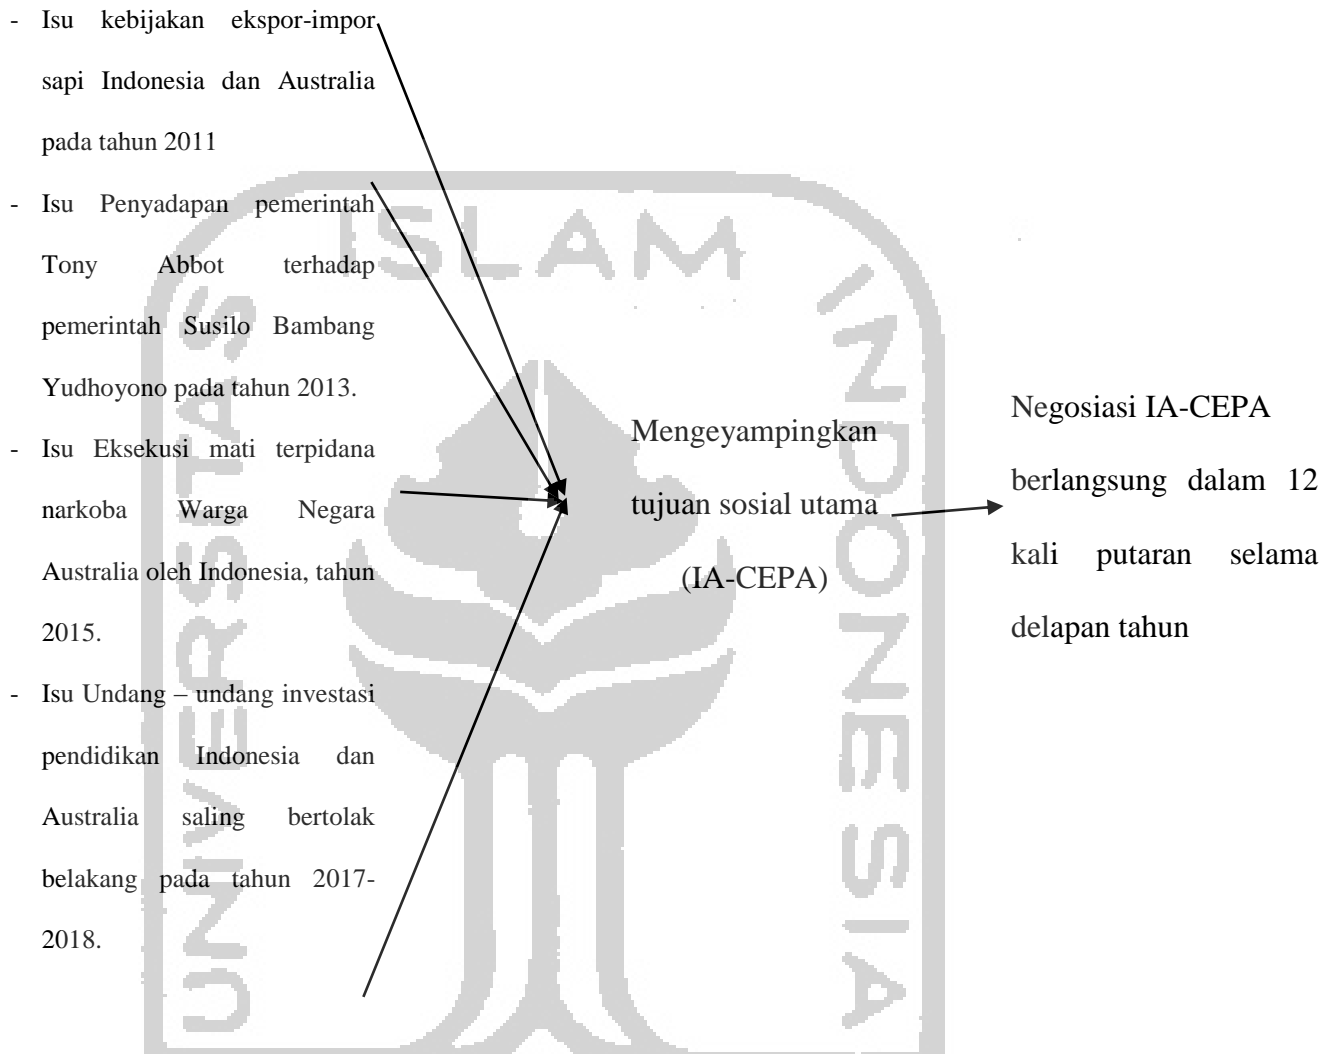 - Isu kebijakan ekspor-impor
sapi Indonesia dan Australia
pada tahun 2011
- Isu Penyadapan pemerintah
Tony Abbot terhadap
pemerintah Susilo Bambang
Yudhoyono pada tahun 2013.
- Isu Eksekusi mati terpidana
narkoba Warga Negara
Australia oleh Indonesia, tahun
2015.
- Isu Undang – undang investasi
pendidikan Indonesia dan
Australia saling bertolak
belakang pada tahun 2017-
2018.
Mengeyampingkan
tujuan sosial utama
(IA-CEPA)
Negosiasi IA-CEPA
berlangsung dalam 12
kali putaran selama
delapan tahun
UNIVERSITAS
ISLAM
INDONESIA